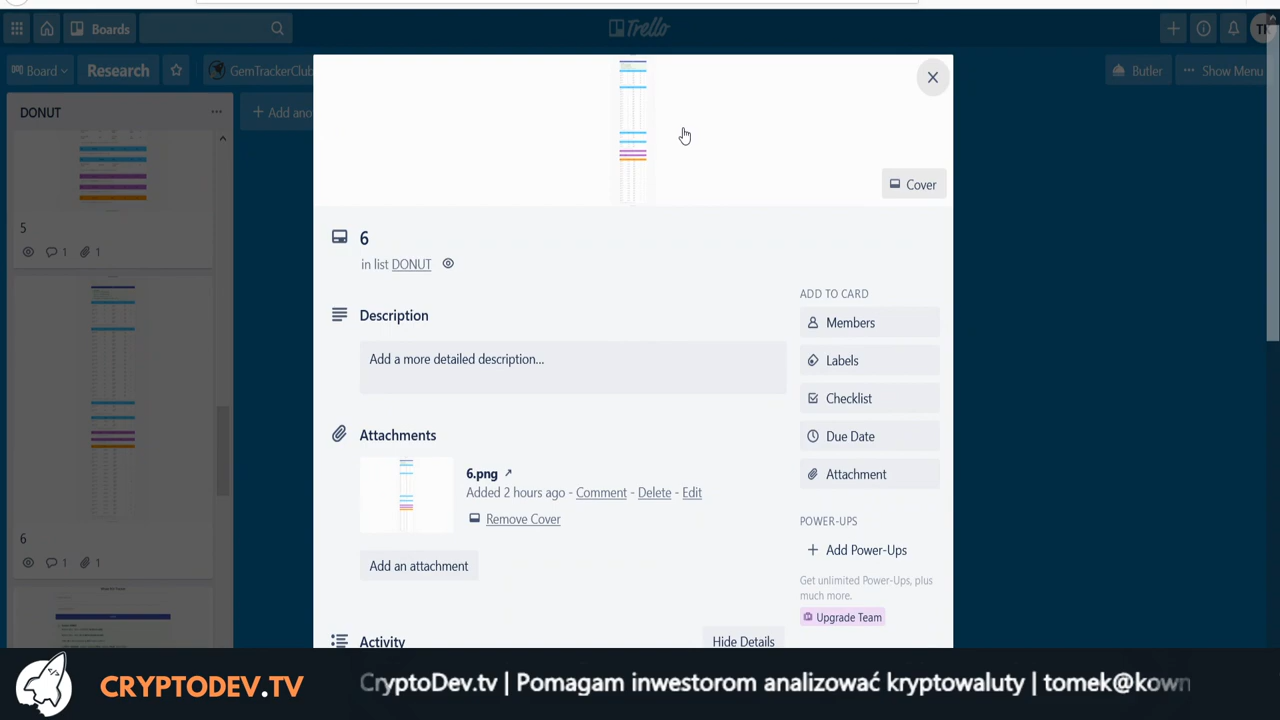 Boards
Trello
TK
Board
Research
GemTrackerClub
Butler
Show Menu
DONUT
+ Add ano
5
1
1
6
1
1
Cover
6
in list DONUT
Description
Add a more detailed description...
Attachments
6.png
Added 2 hours ago - Comment - Delete - Edit
Remove Cover
Add an attachment
Activity
Hide Details
ADD TO CARD
Members
Labels
Checklist
Due Date
Attachment
POWER-UPS
+ Add Power-Ups
Get unlimited Power-Ups, plus
much more.
Upgrade Team
CRYPTODEV.TV
CryptoDev.tv | Pomagam inwestorom analizować kryptowaluty | tomek@kown